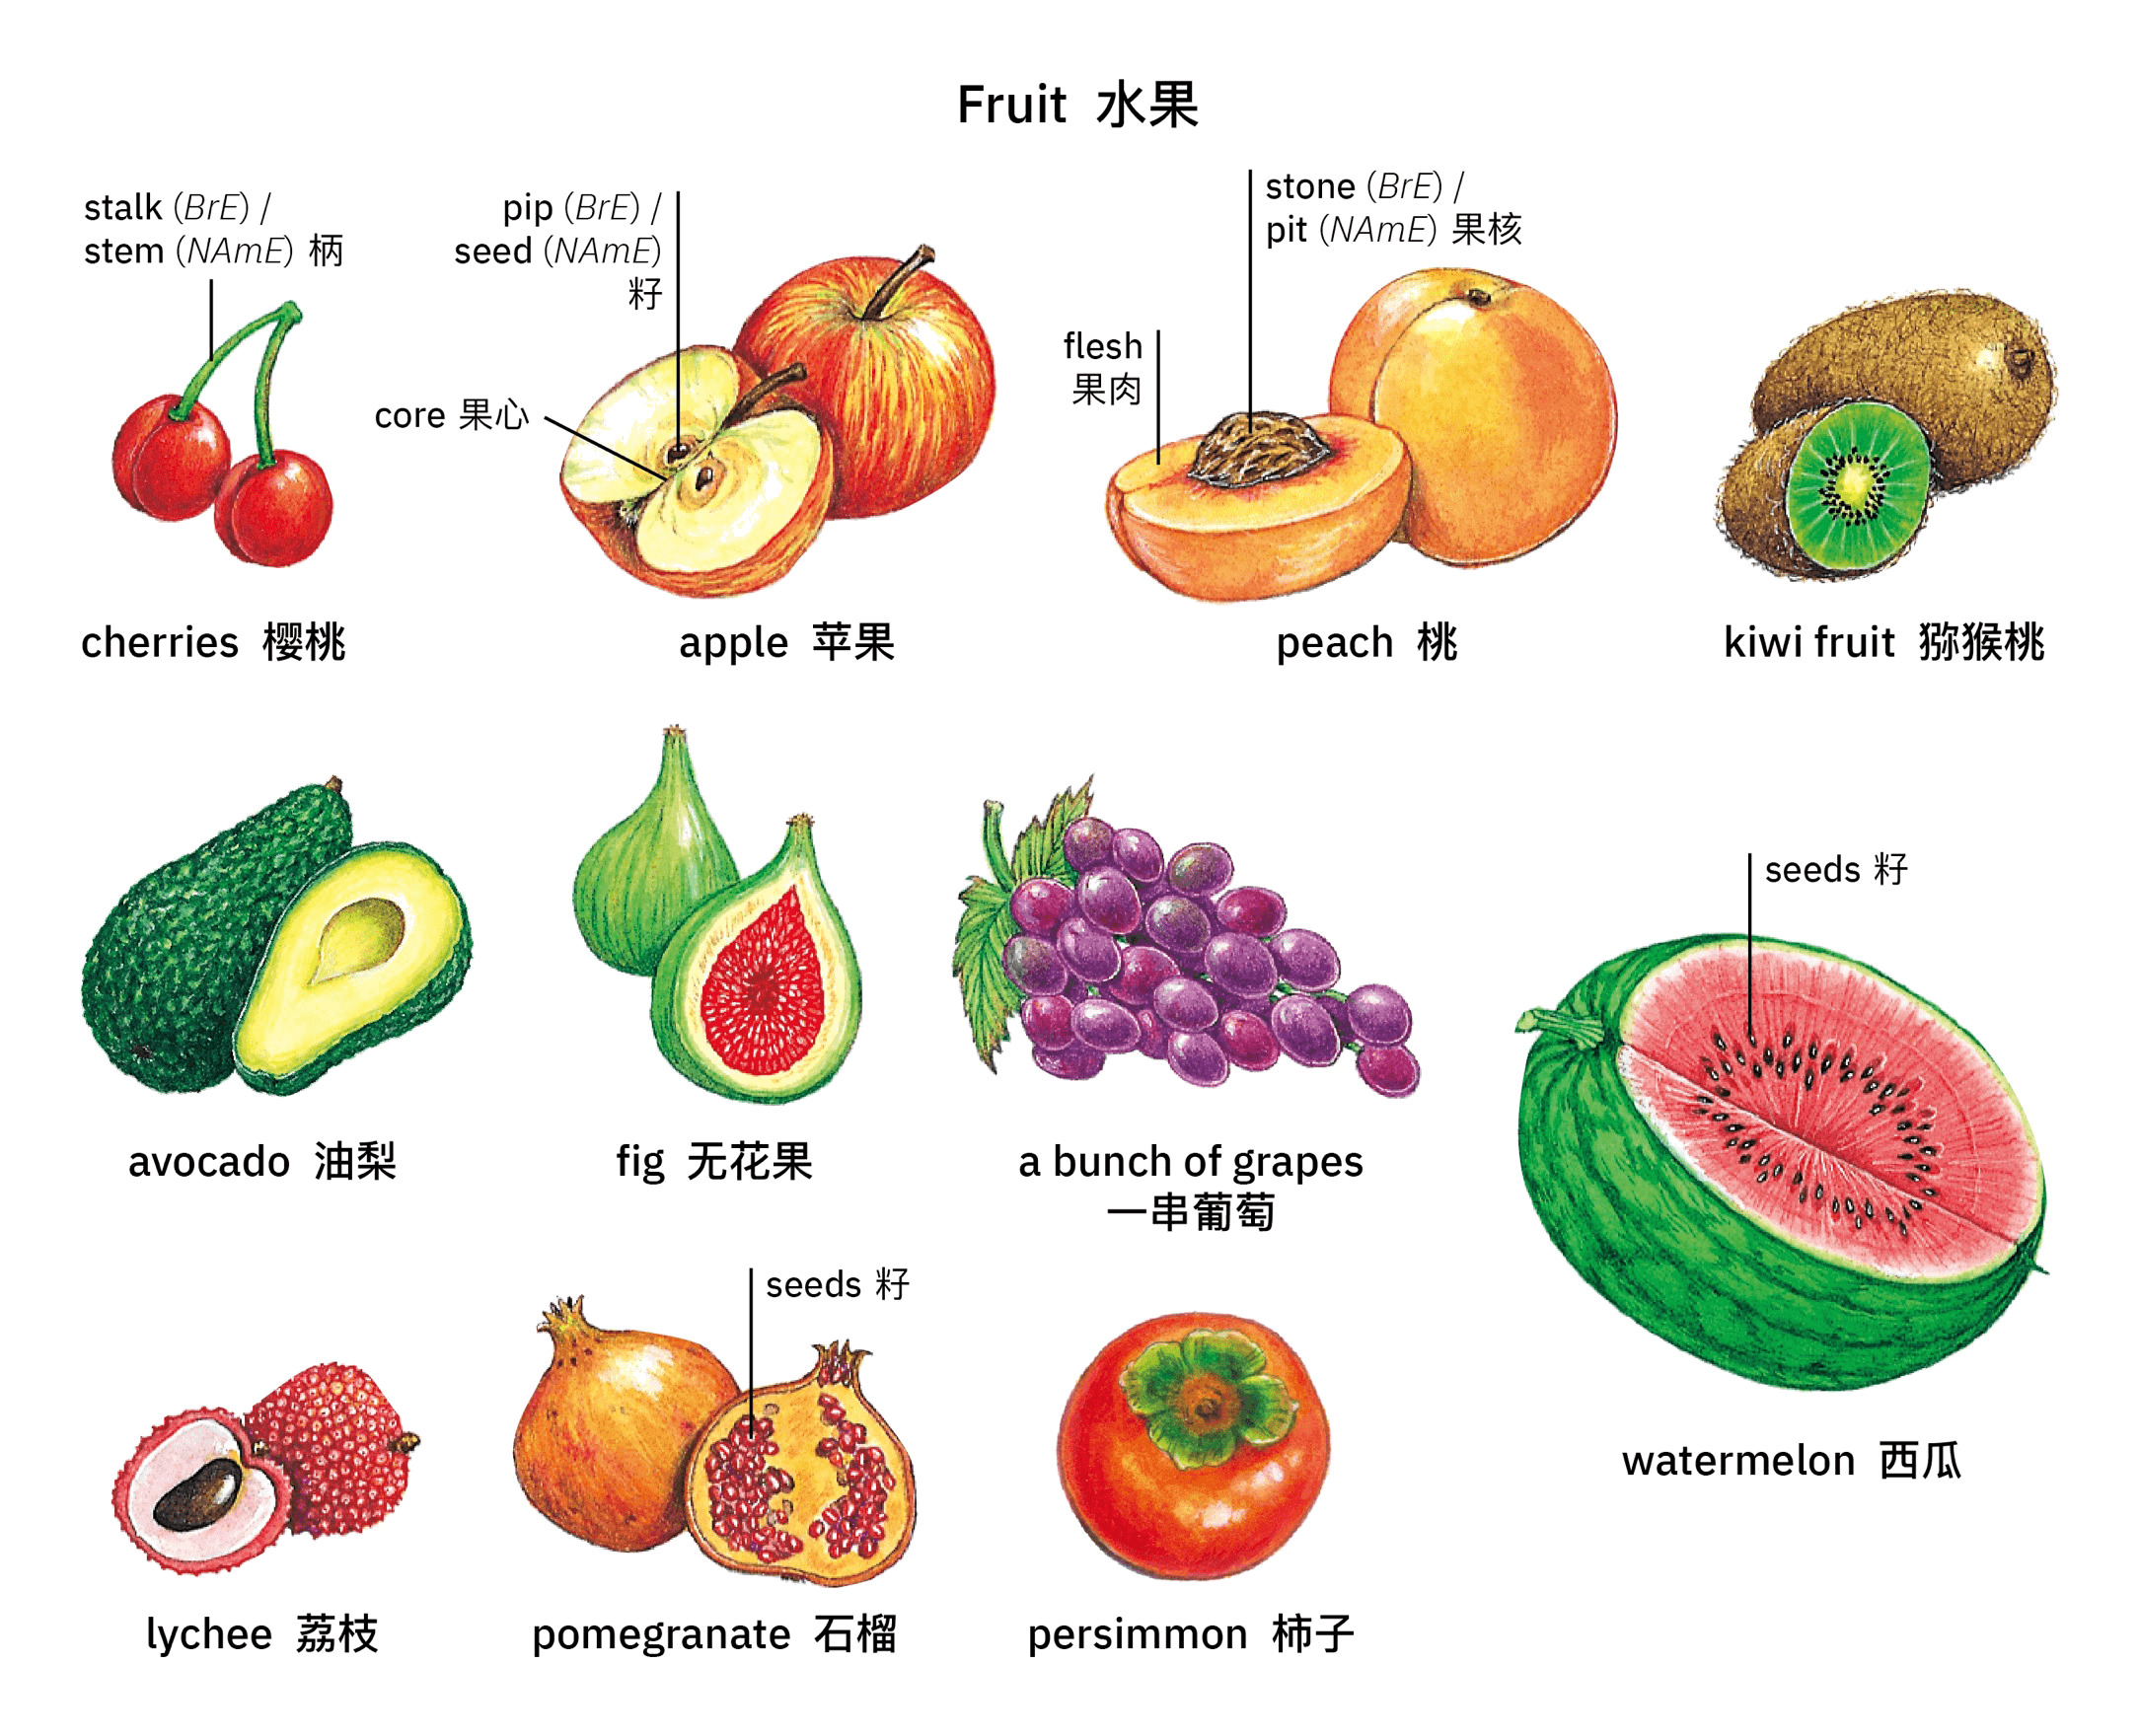 Fruit 水果
stalk (BrE) /
stem (NAmE) 柄
pip (BrE) /
seed (NAmE)
籽
core 果心
stone (BrE) /
pit (NAmE) 果核
flesh
果肉
cherries 樱桃
apple 苹果
peach 桃
kiwi fruit 猕猴桃
seeds 籽
avocado 油梨
fig 无花果
a bunch of grapes
一串葡萄
seeds 籽
watermelon 西瓜
lychee 荔枝
pomegranate 石榴
persimmon 柿子